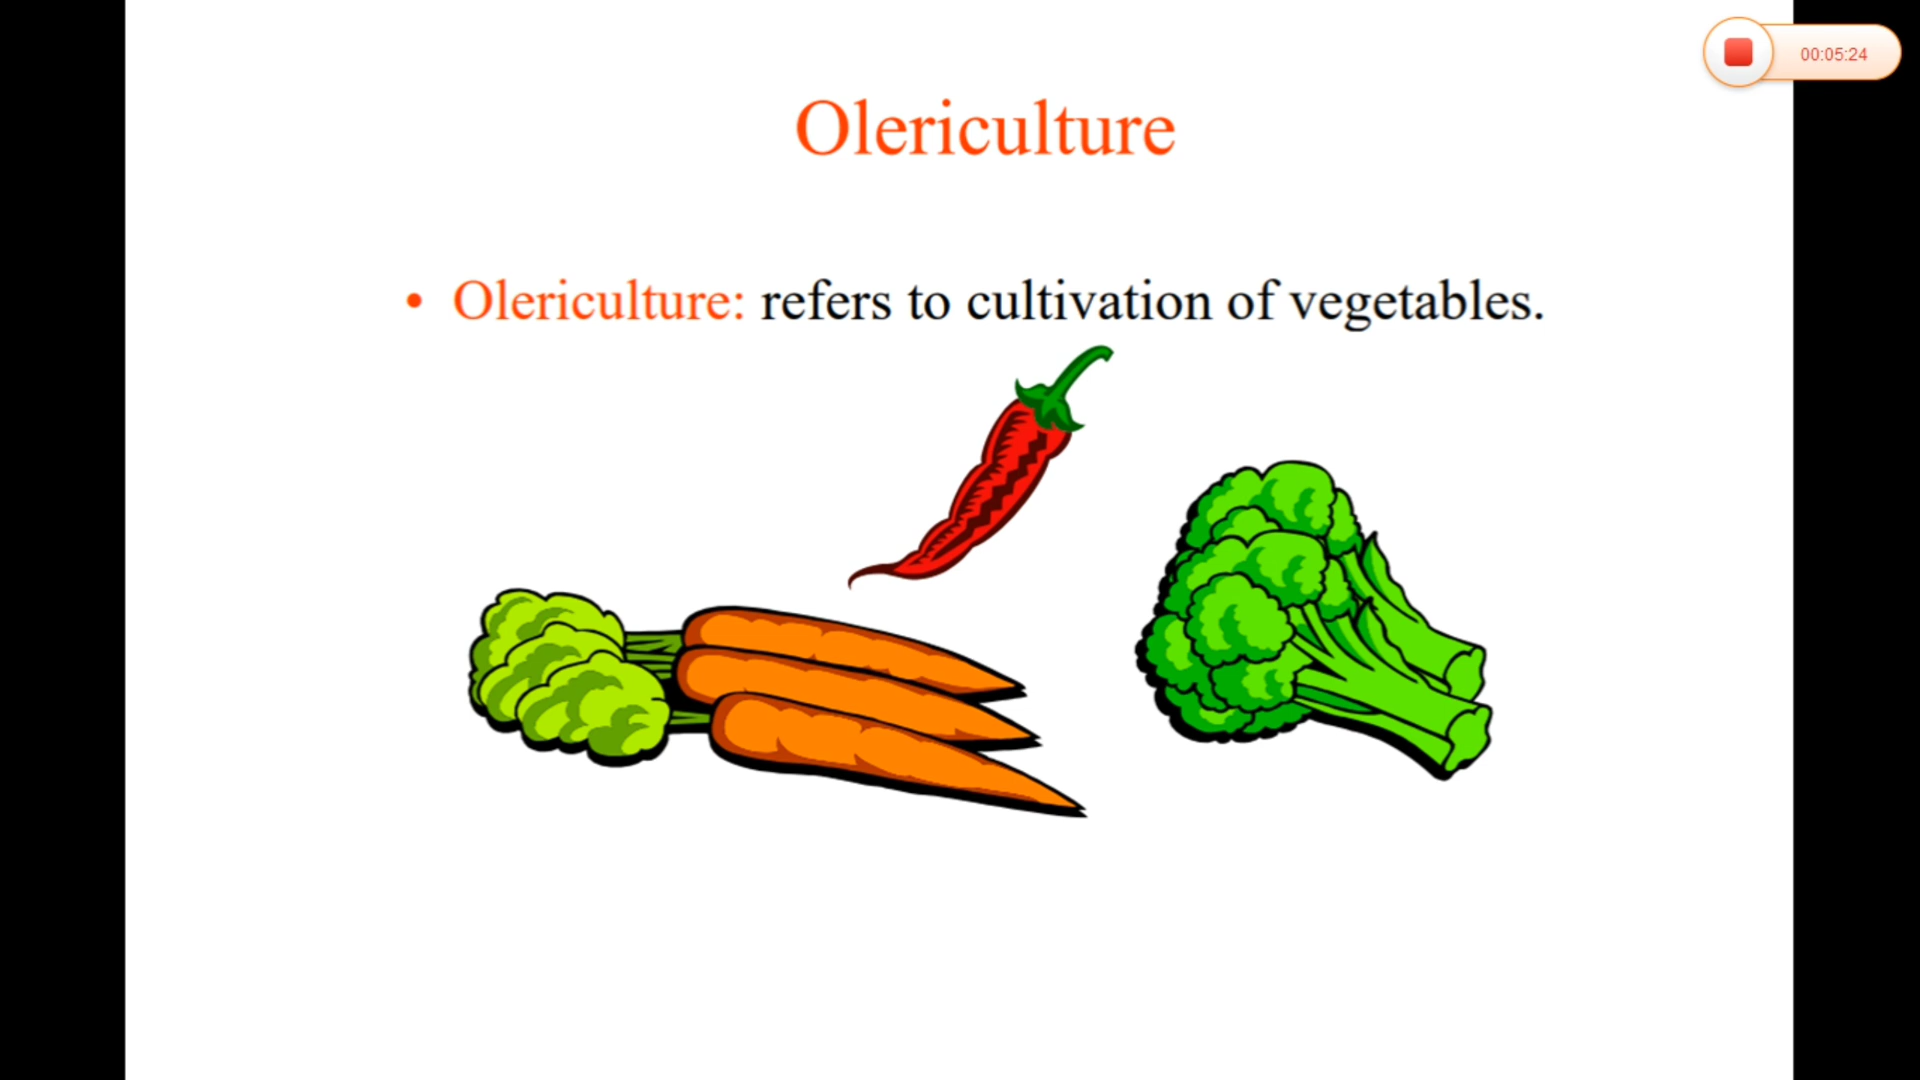 00:05:24
Olericulture
• Olericulture: refers to cultivation of vegetables.